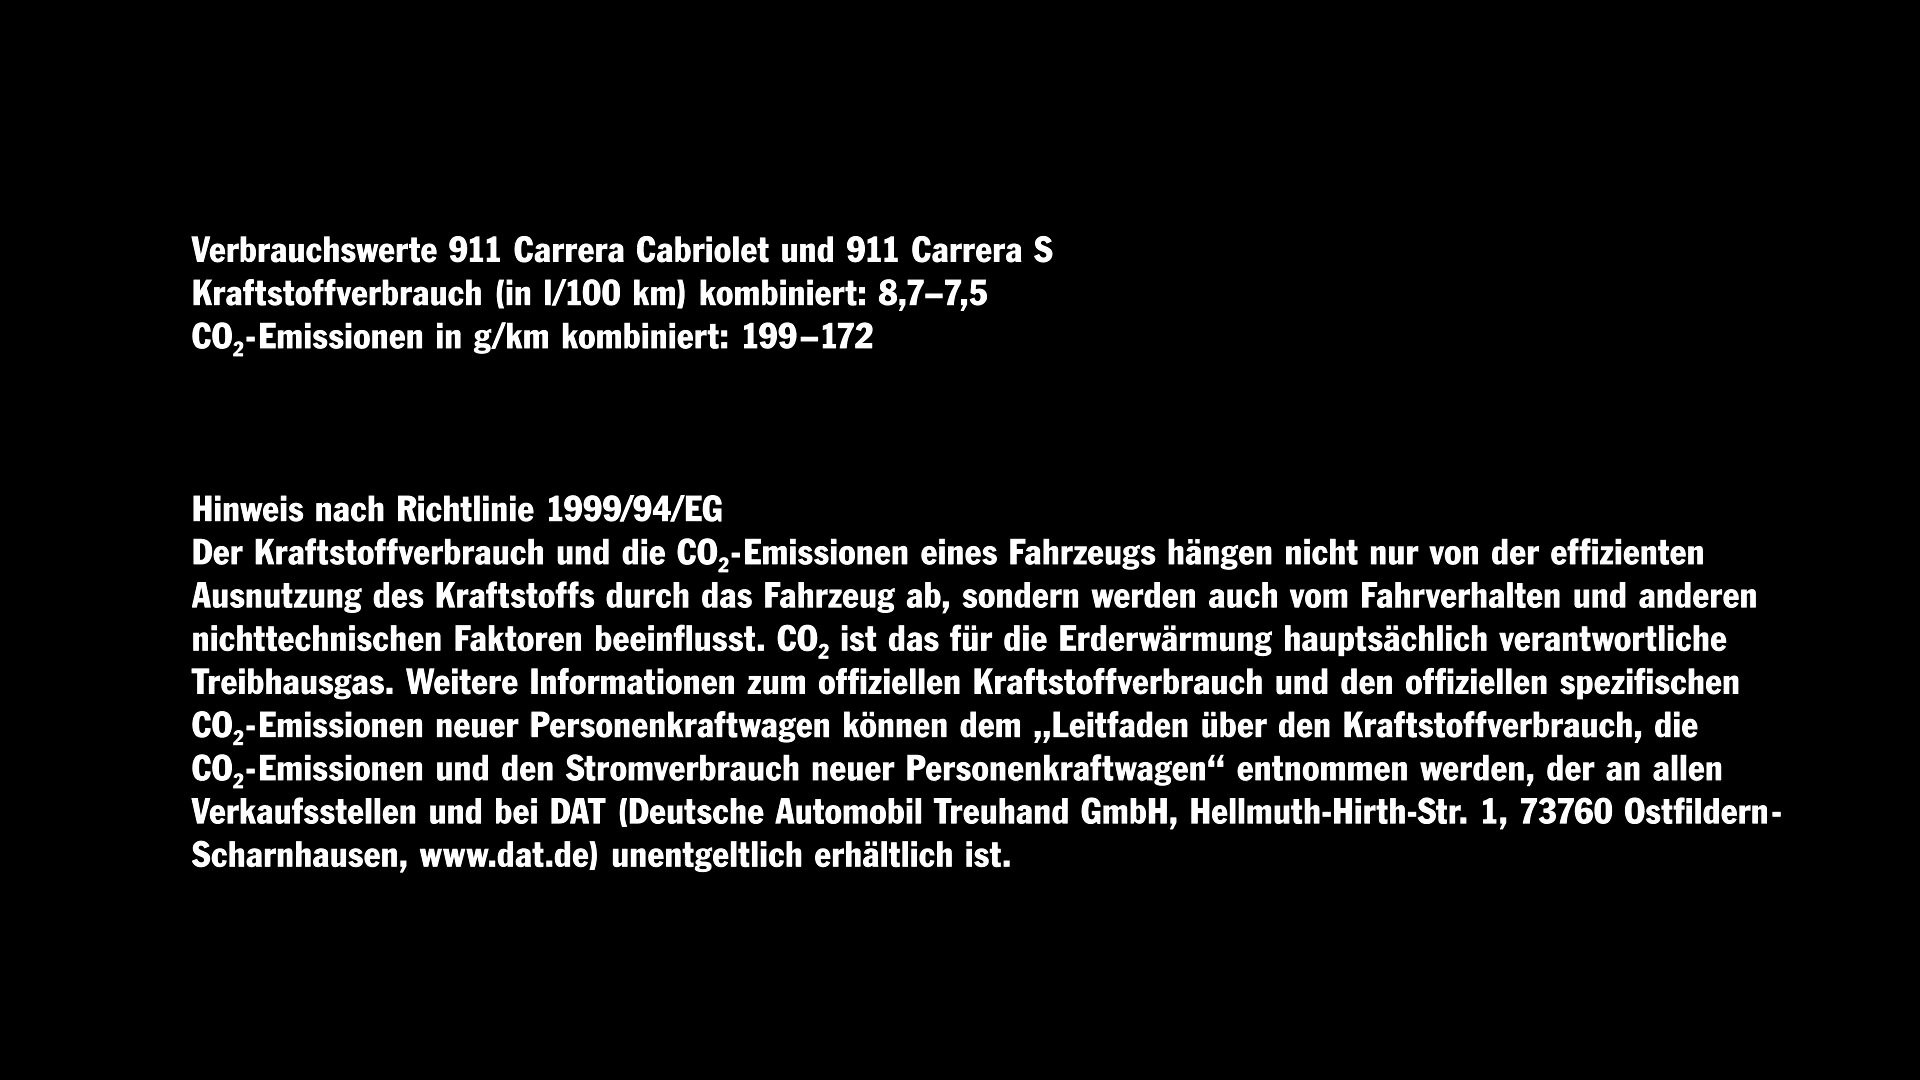 Verbrauchswerte 911 Carrera Cabriolet und 911 Carrera S
Kraftstoffverbrauch (in l/100 km) kombiniert: 8,7–7,5
CO₂-Emissionen in g/km kombiniert: 199–172
Hinweis nach Richtlinie 1999/94/EG
Der Kraftstoffverbrauch und die CO₂-Emissionen eines Fahrzeugs hängen nicht nur von der effizienten
Ausnutzung des Kraftstoffs durch das Fahrzeug ab, sondern werden auch vom Fahrverhalten und anderen
nichttechnischen Faktoren beeinflusst. CO₂ ist das für die Erderwärmung hauptsächlich verantwortliche
Treibhausgas. Weitere Informationen zum offiziellen Kraftstoffverbrauch und den offiziellen spezifischen
CO₂-Emissionen neuer Personenkraftwagen können dem „Leitfaden über den Kraftstoffverbrauch, die
CO₂-Emissionen und den Stromverbrauch neuer Personenkraftwagen“ entnommen werden, der an allen
Verkaufsstellen und bei DAT (Deutsche Automobil Treuhand GmbH, Hellmuth-Hirth-Str. 1, 73760 Ostfildern-
Scharnhausen, www.dat.de) unentgeltlich erhältlich ist.